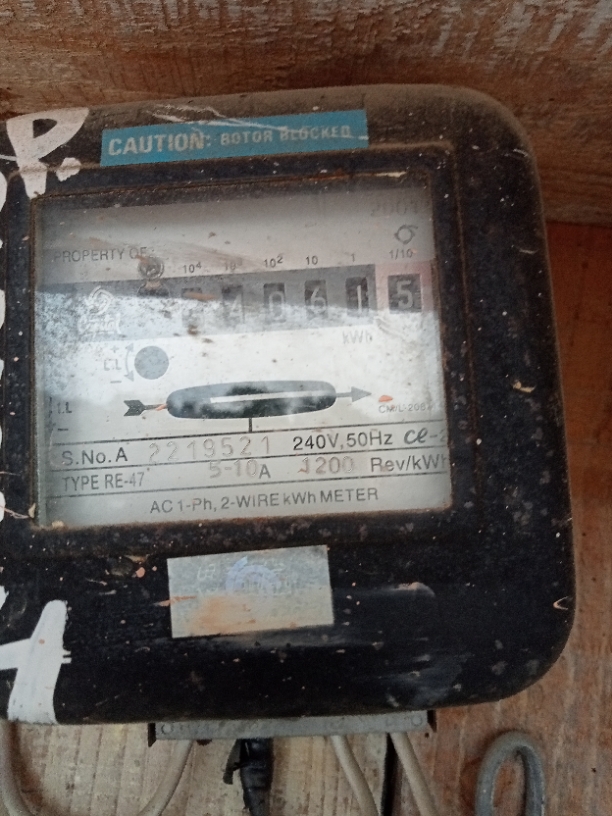 P.
CAUTION: ROTOR BLOCKED
2001
PROPERTY OF
10⁴ 10³ 10² 10 1 1/10
4 0 6 1 5
kWh
+
C.L
−
I.L
S.No. A 2219521 240V,50Hz
TYPE RE-47 5-10A 1200 Rev/kWh
AC 1-Ph, 2-WIRE kWh METER